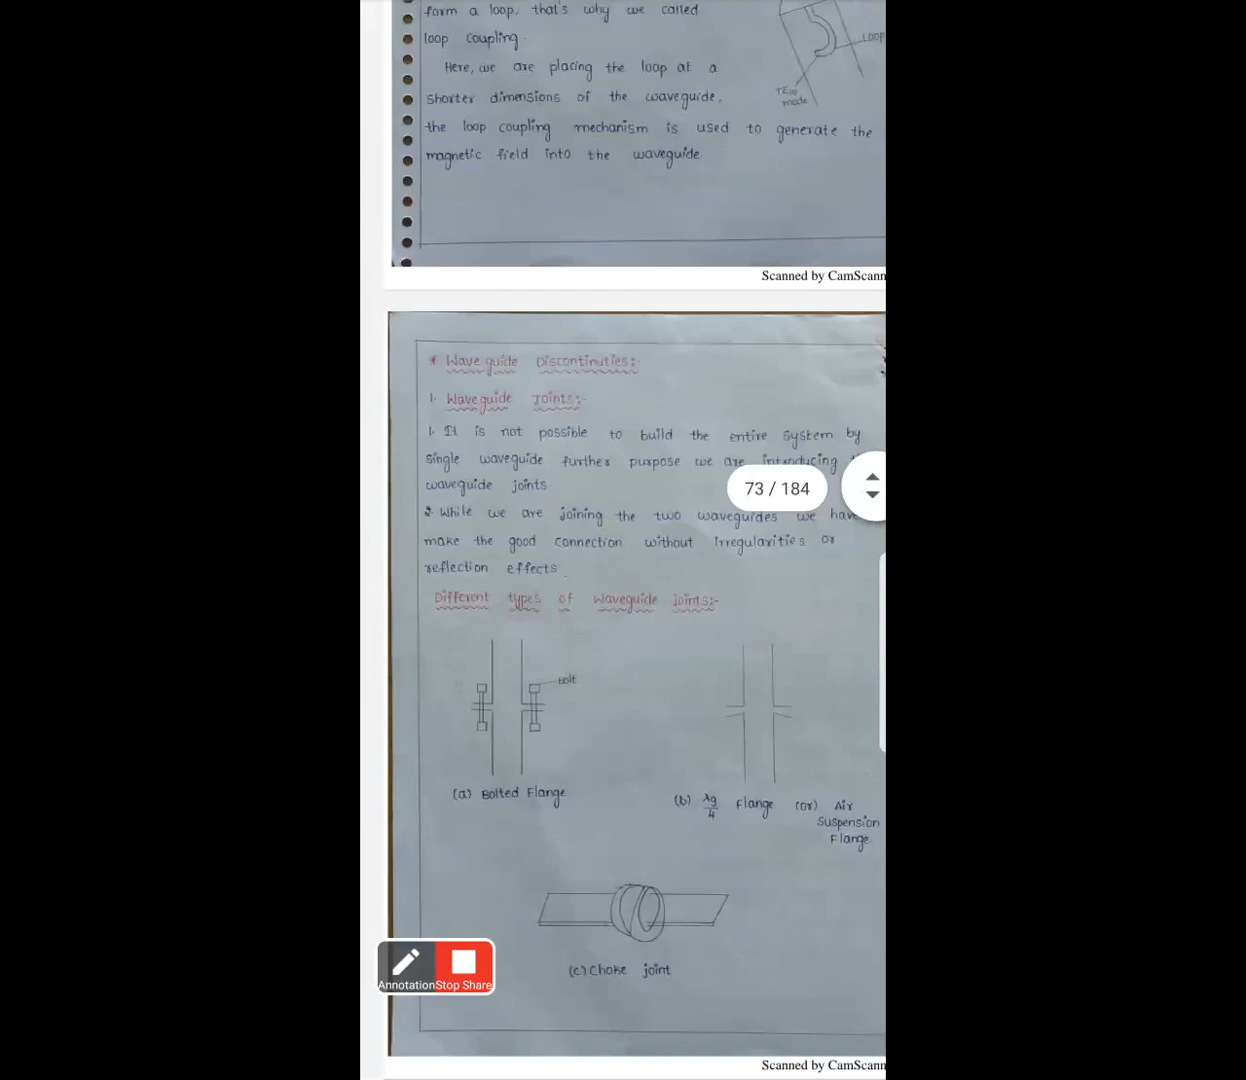 form a loop, that's why we called
loop coupling.
Here, we are placing the loop at a
shorter dimensions of the waveguide,
the loop coupling mechanism is used to generate the
magnetic field into the waveguide
LOOP
TE10
mode
Scanned by CamScann
* Wave guide Discontinuties:-
1. Waveguide Joints:-
1. It is not possible to build the entire system by
single waveguide further purpose we are introducing
waveguide joints
73 / 184
2. While we are joining the two waveguides we hav
make the good connection without irregularities or
reflection effects.
Different types of Waveguide joints:-
Bolt
(a) Bolted Flange
(b) λg/4 Flange (or) Air
Suspension
Flange
(c) Choke joint
Annotation Stop Share
Scanned by CamScann